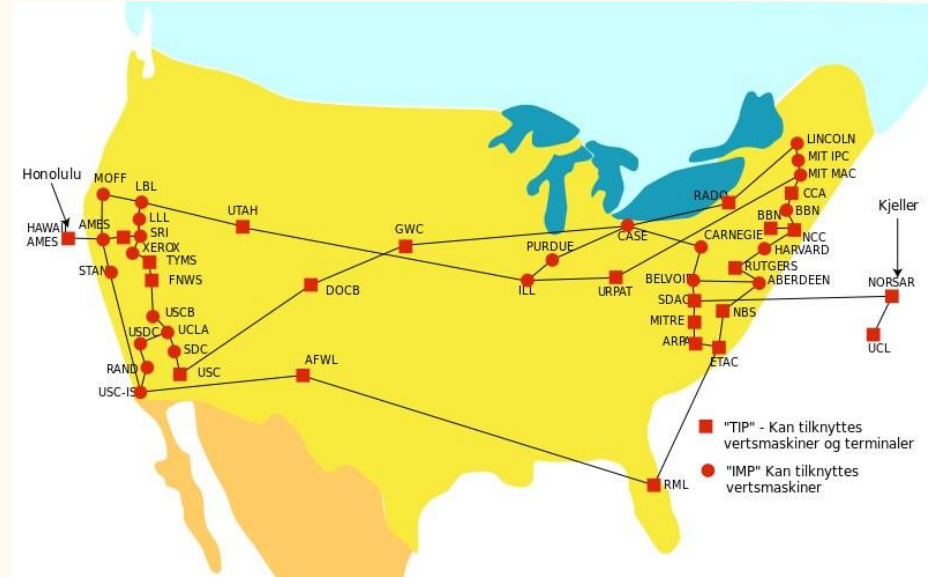 LINCOLN
MIT IPC
MIT MAC
Honolulu
MOFF
LBL
RADO
CCA
UTAH
LLL
BBN
Kjeller
HAWAI
AMES
AMES
SRI
GWC
BBN
CASE
CARNEGIE
NCC
XEROX
PURDUE
HARVARD
TYMS
STAN
RUTGERS
FNWS
DOCB
ILL
URPAT
BELVOIR
ABERDEEN
NORSAR
SDAC
USCB
NBS
MITRE
USDC
UCLA
SDC
ARPA
UCL
AFWL
ETAC
RAND
USC
USC-IS
"TIP" - Kan tilknyttes
vertsmaskiner og terminaler
"IMP" Kan tilknyttes
vertsmaskiner
RML